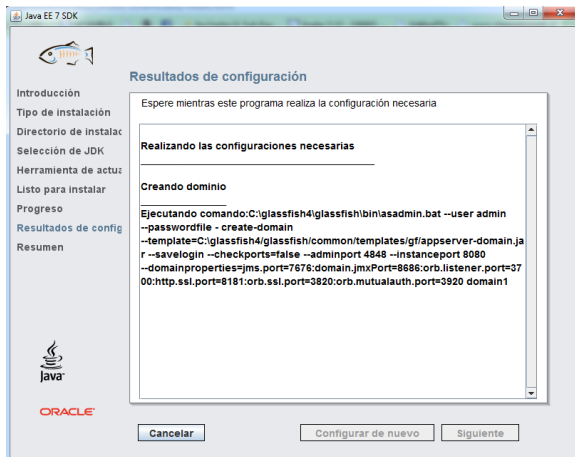 Java EE 7 SDK
Resultados de configuración
Introducción
Tipo de instalación
Directorio de instalac
Selección de JDK
Herramienta de actua
Listo para instalar
Progreso
Resultados de config
Resumen
Espere mientras este programa realiza la configuración necesaria
Realizando las configuraciones necesarias
Creando dominio
Ejecutando comando:C:\glassfish4\glassfish\bin\asadmin.bat --user admin
--passwordfile - create-domain
--template=C:\glassfish4/glassfish/common/templates/gf/appserver-domain.ja
r --savelogin --checkports=false --adminport 4848 --instanceport 8080
--domainproperties=jms.port=7676:domain.jmxPort=8686:orb.listener.port=37
00:http.ssl.port=8181:orb.ssl.port=3820:orb.mutualauth.port=3920 domain1
Java
ORACLE
Cancelar
Configurar de nuevo
Siguiente